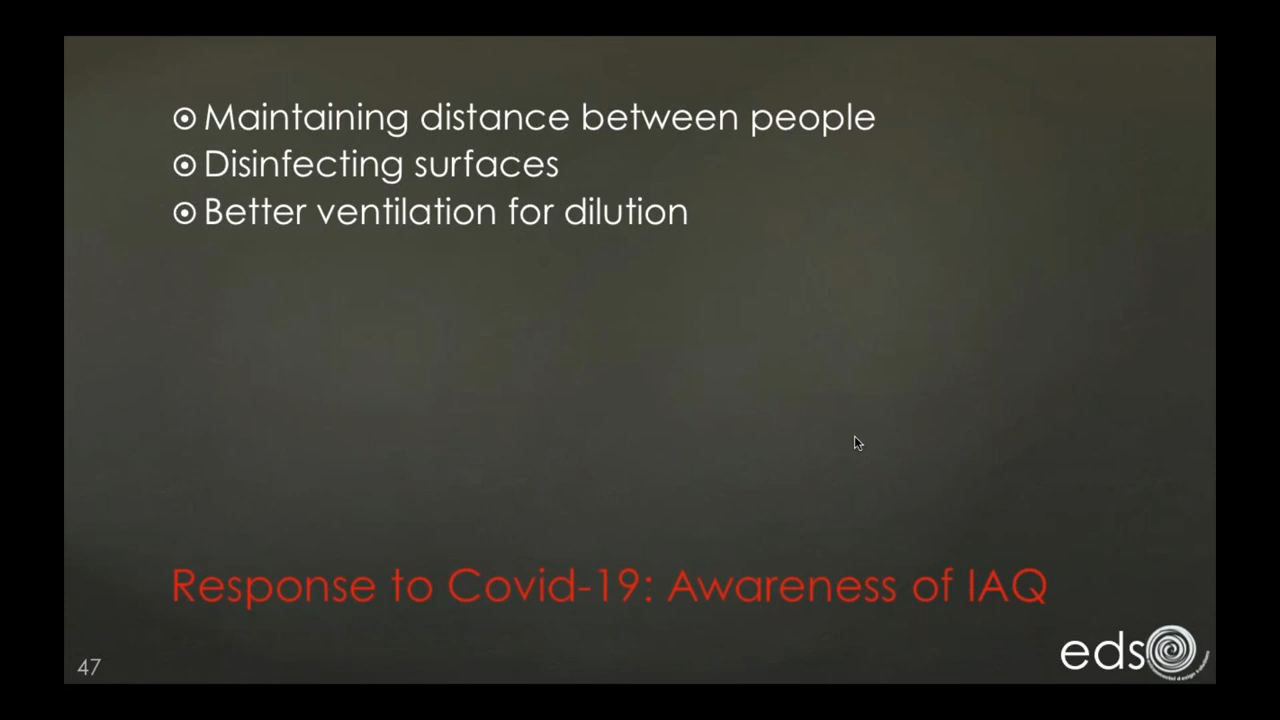 Maintaining distance between people
Disinfecting surfaces
Better ventilation for dilution
Response to Covid-19: Awareness of IAQ
47
eds